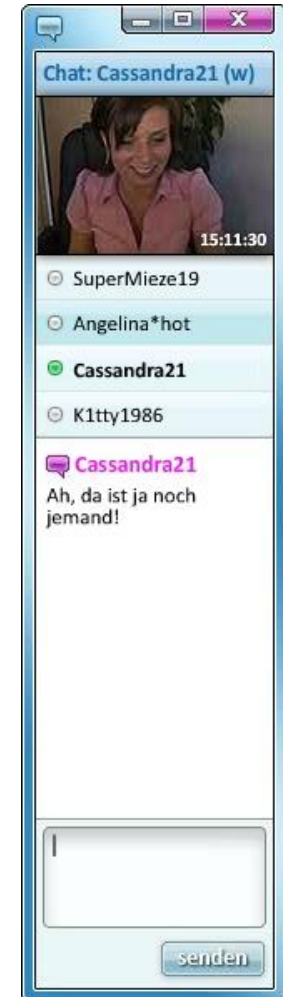 Chat: Cassandra21 (w)
15:11:30
SuperMieze19
Angelina*hot
Cassandra21
K1tty1986
Cassandra21
Ah, da ist ja noch
jemand!
senden